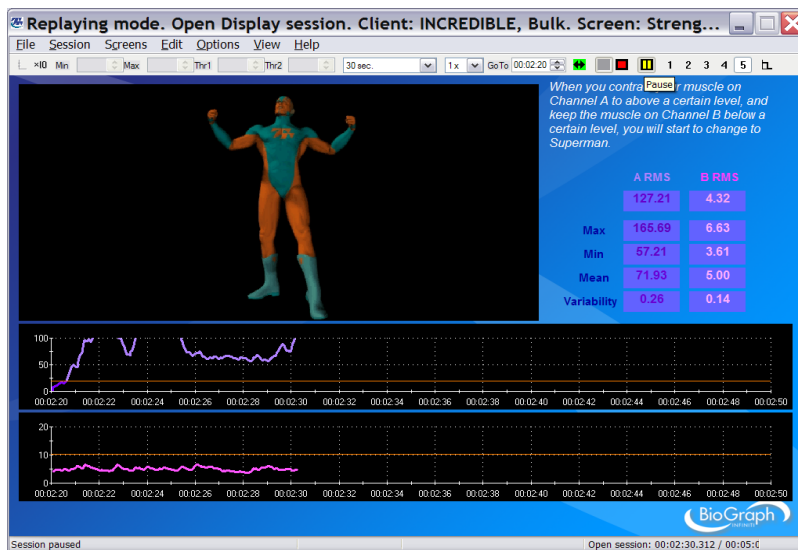 Replaying mode. Open Display session. Client: INCREDIBLE, Bulk. Screen: Streng...
File Session Screens Edit Options View Help
×10 Min Max Thr1 Thr2 30 sec. 1 x GoTo 00:02:20 1 2 3 4 5
Pause
When you contra r muscle on
Channel A to above a certain level, and
keep the muscle on Channel B below a
certain level, you will start to change to
Superman.
A RMS B RMS
127.21 4.32
Max 165.69 6.63
Min 57.21 3.61
Mean 71.93 5.00
Variability 0.26 0.14
100
50
0
00:02:20 00:02:22 00:02:24 00:02:26 00:02:28 00:02:30 00:02:32 00:02:34 00:02:36 00:02:38 00:02:40 00:02:42 00:02:44 00:02:46 00:02:48 00:02:50
20
10
0
00:02:20 00:02:22 00:02:24 00:02:26 00:02:28 00:02:30 00:02:32 00:02:34 00:02:36 00:02:38 00:02:40 00:02:42 00:02:44 00:02:46 00:02:48 00:02:50
BioGraph
INFINITI
Session paused Open session: 00:02:30.312 / 00:05:0